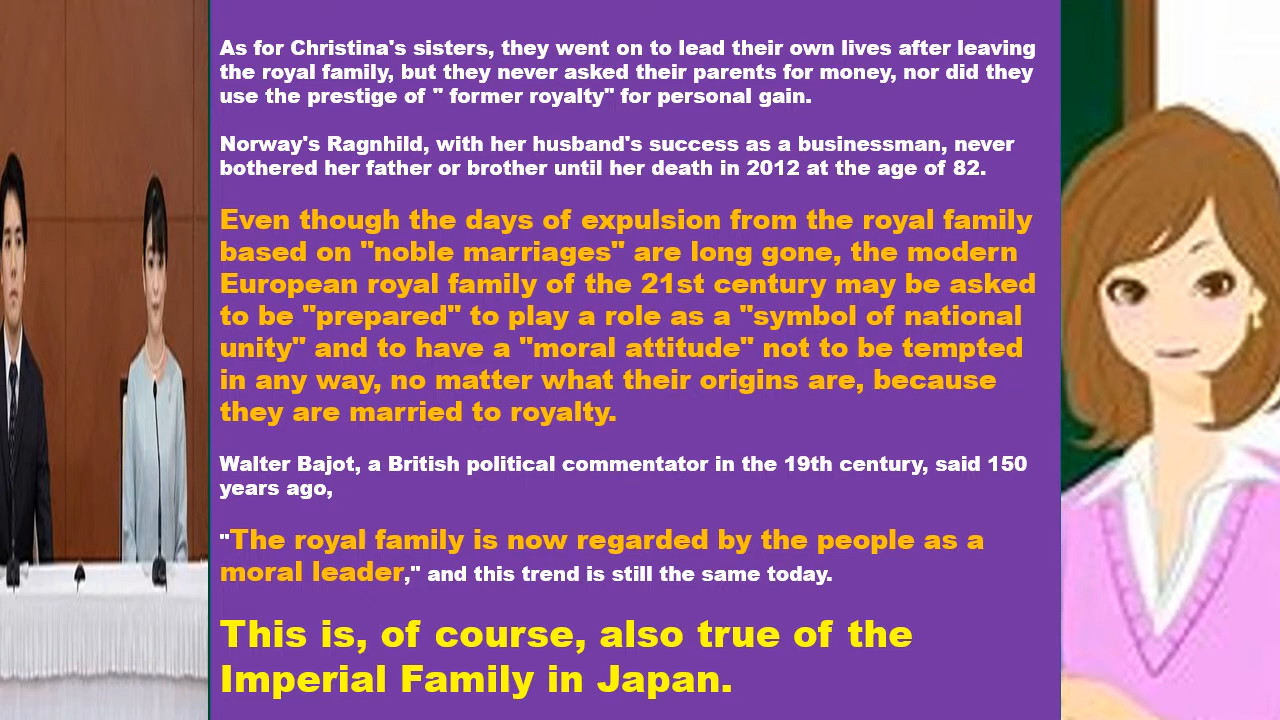 As for Christina's sisters, they went on to lead their own lives after leaving
the royal family, but they never asked their parents for money, nor did they
use the prestige of " former royalty" for personal gain.
Norway's Ragnhild, with her husband's success as a businessman, never
bothered her father or brother until her death in 2012 at the age of 82.
Even though the days of expulsion from the royal family
based on "noble marriages" are long gone, the modern
European royal family of the 21st century may be asked
to be "prepared" to play a role as a "symbol of national
unity" and to have a "moral attitude" not to be tempted
in any way, no matter what their origins are, because
they are married to royalty.
Walter Bajot, a British political commentator in the 19th century, said 150
years ago,
"The royal family is now regarded by the people as a
moral leader," and this trend is still the same today.
This is, of course, also true of the
Imperial Family in Japan.